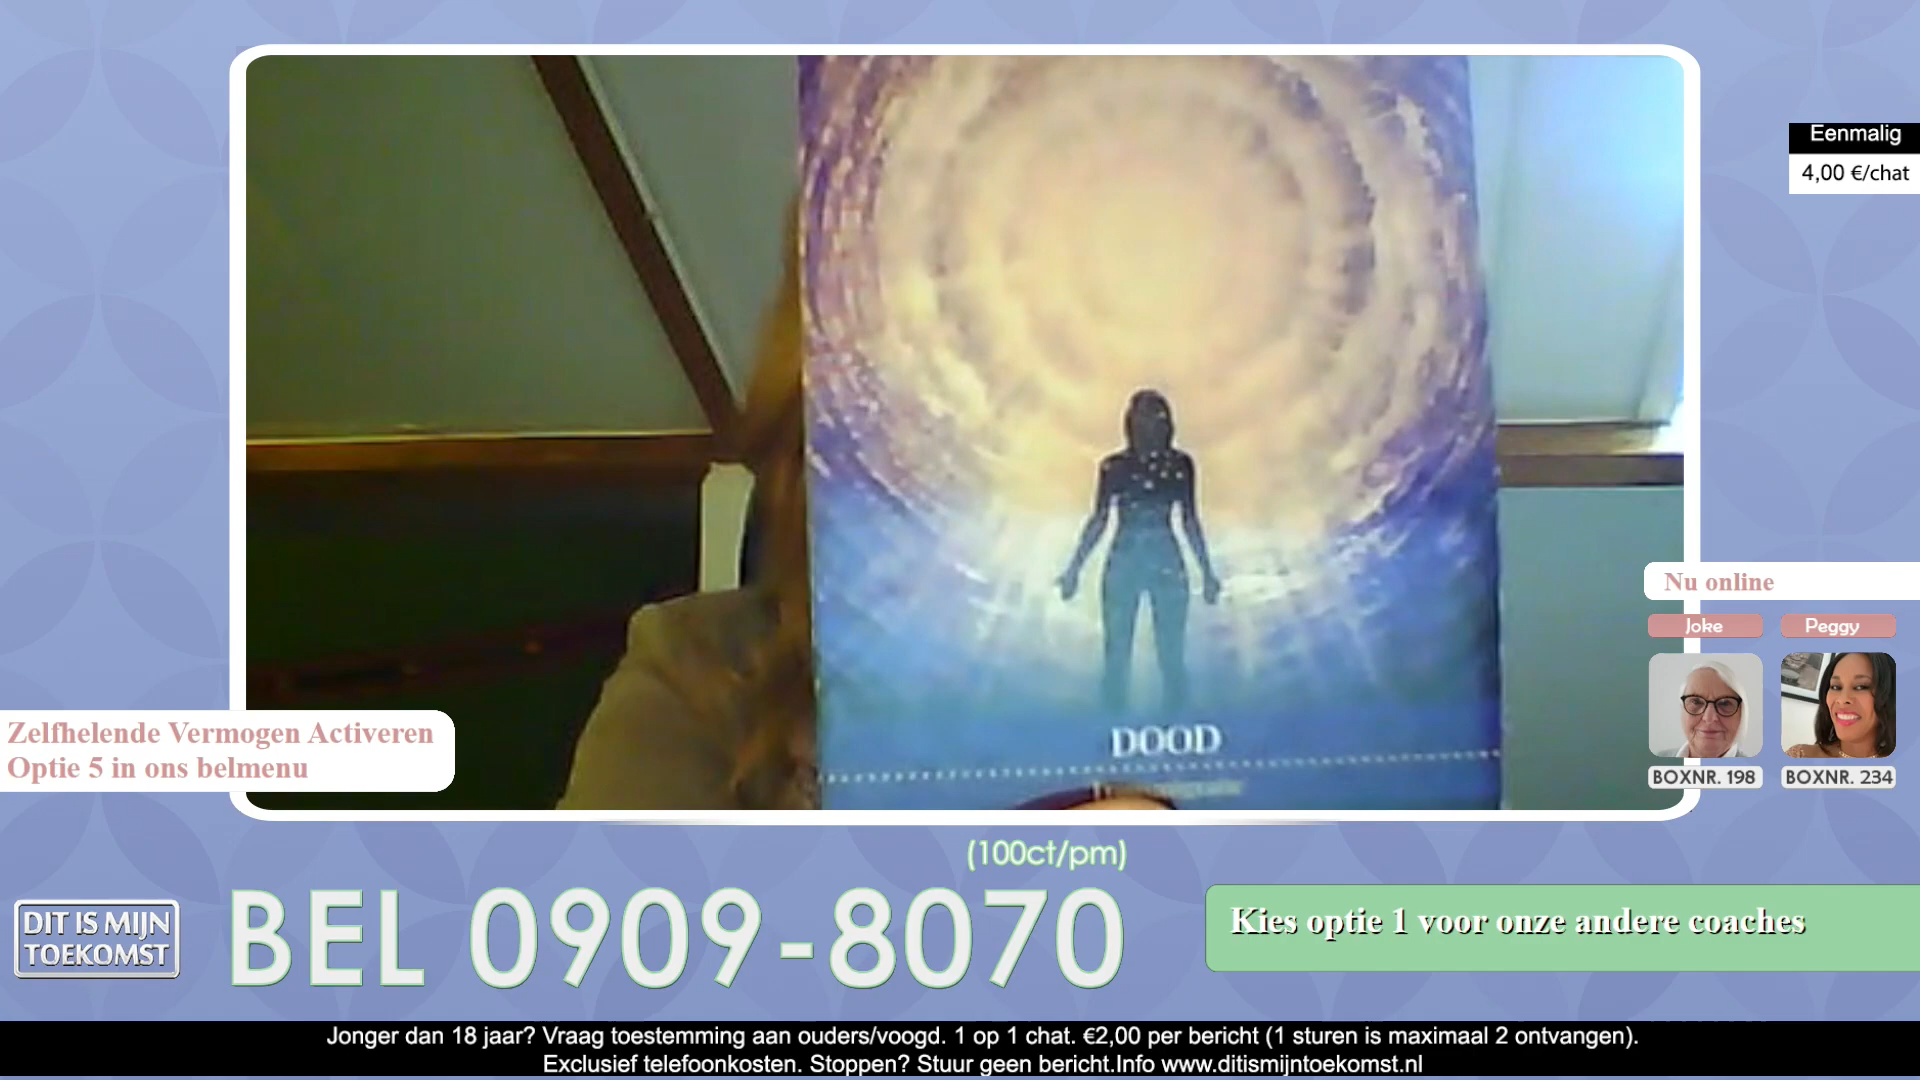 Eenmalig
4,00 €/chat
Nu online
Joke
Peggy
BOXNR. 198
BOXNR. 234
Zelfhelende Vermogen Activeren
Optie 5 in ons belmenu
DOOD
(100ct/pm)
DIT IS MIJN
TOEKOMST
BEL 0909-8070
Kies optie 1 voor onze andere coaches
Jonger dan 18 jaar? Vraag toestemming aan ouders/voogd. 1 op 1 chat. €2,00 per bericht (1 sturen is maximaal 2 ontvangen).
Exclusief telefoonkosten. Stoppen? Stuur geen bericht.Info www.ditismijntoekomst.nl